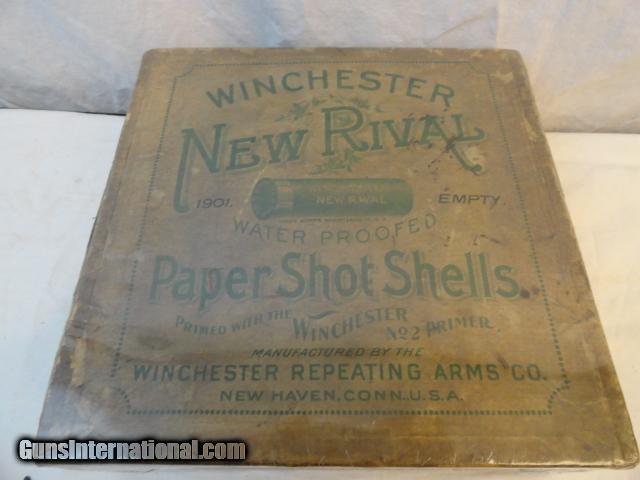 WINCHESTER
NEW RIVAL
1901. EMPTY.
NEW RIVAL
WATER PROOFED
Paper Shot Shells.
PRIMED WITH THE WINCHESTER No 2 PRIMER.
MANUFACTURED BY THE
WINCHESTER REPEATING ARMS CO.
NEW HAVEN, CONN., U.S.A.
GunsInternational.com